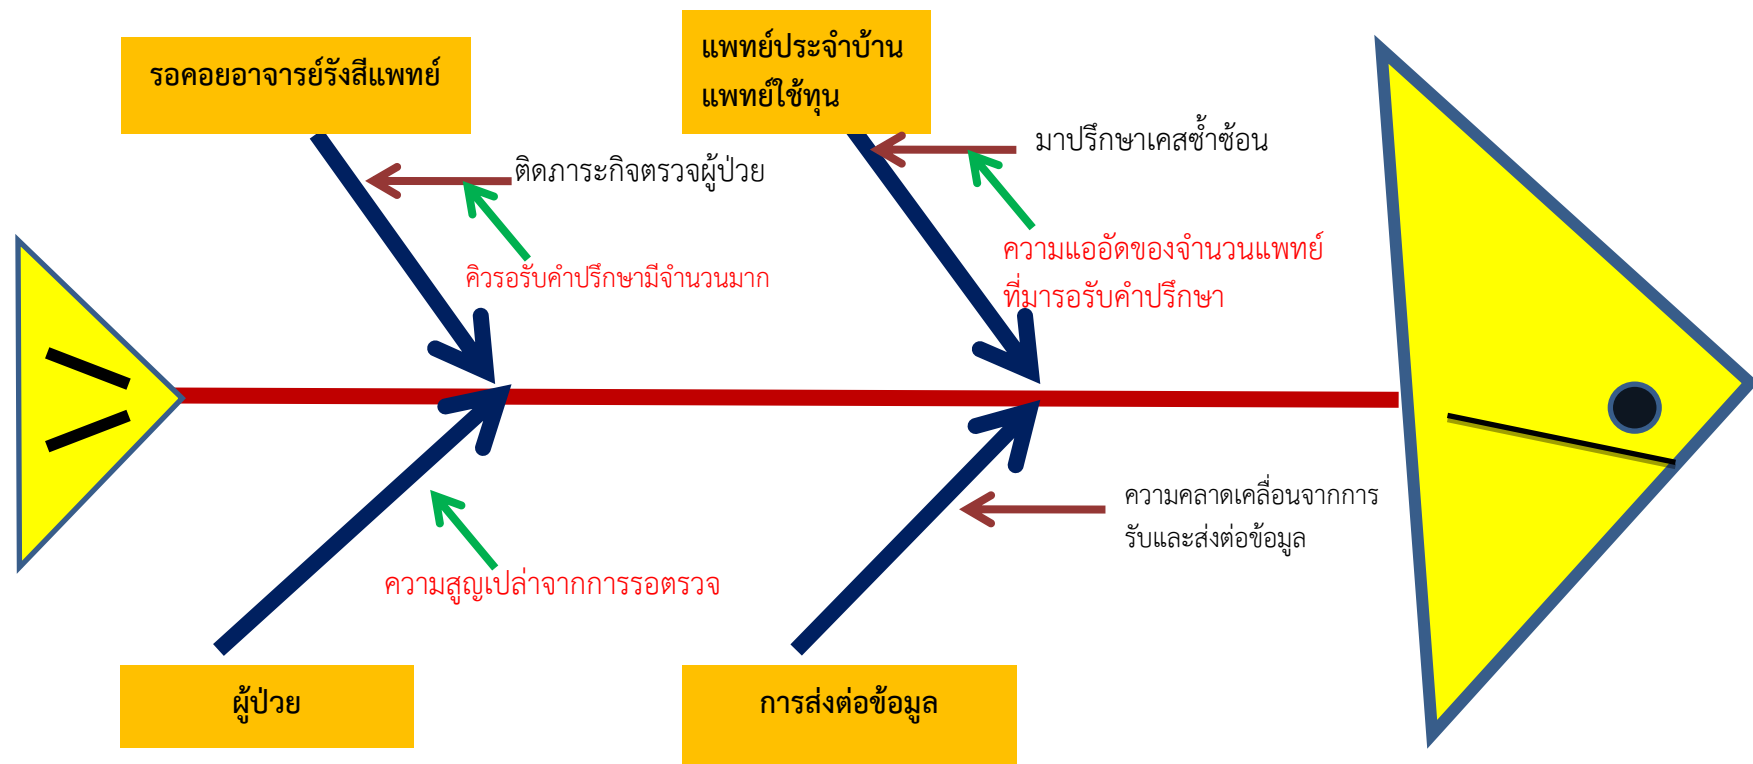 รอคอยอาจารย์รังสีแพทย์
แพทย์ประจำบ้าน
แพทย์ใช้ทุน
มาปรึกษาเคสซ้ำซ้อน
ติดภาระกิจตรวจผู้ป่วย
ความแออัดของจำนวนแพทย์
ที่มารอรับคำปรึกษา
คิวรอรับคำปรึกษามีจำนวนมาก
ความคลาดเคลื่อนจากการ
รับและส่งต่อข้อมูล
ความสูญเปล่าจากการรอตรวจ
ผู้ป่วย
การส่งต่อข้อมูล